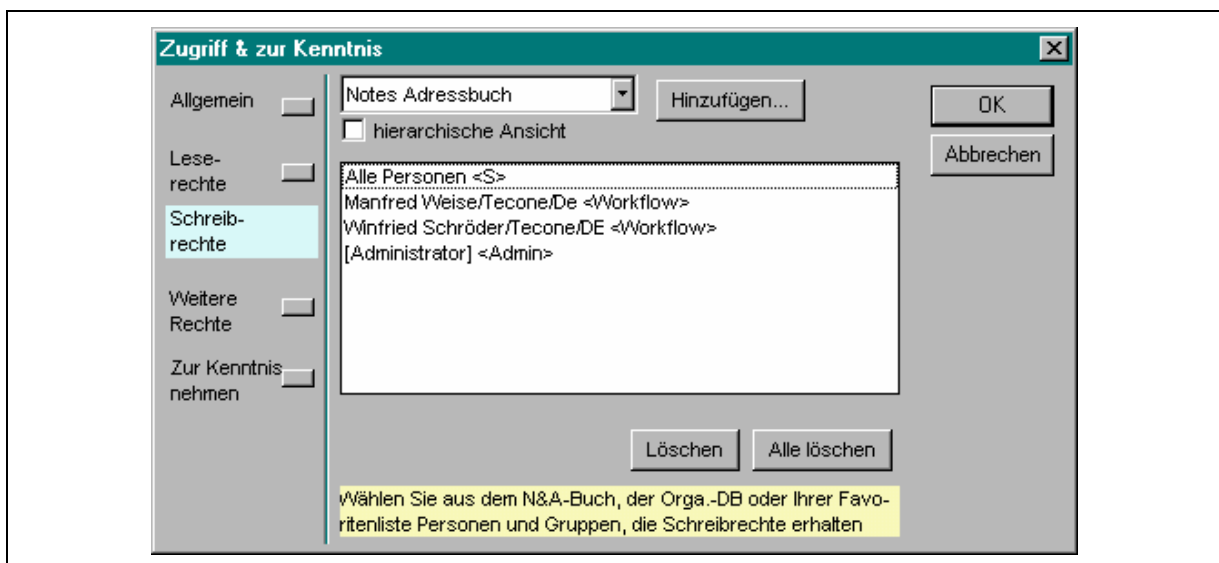 Zugriff & zur Kenntnis
Allgemein
Lese-
rechte
Schreib-
rechte
Weitere
Rechte
Zur Kenntnis
nehmen
Notes Adressbuch
Hinzufügen...
hierarchische Ansicht
OK
Abbrechen
Alle Personen <S>
Manfred Weise/Tecone/De <Workflow>
Winfried Schröder/Tecone/DE <Workflow>
[Administrator] <Admin>
Löschen
Alle löschen
Wählen Sie aus dem N&A-Buch, der Orga.-DB oder Ihrer Favo-
ritenliste Personen und Gruppen, die Schreibrechte erhalten